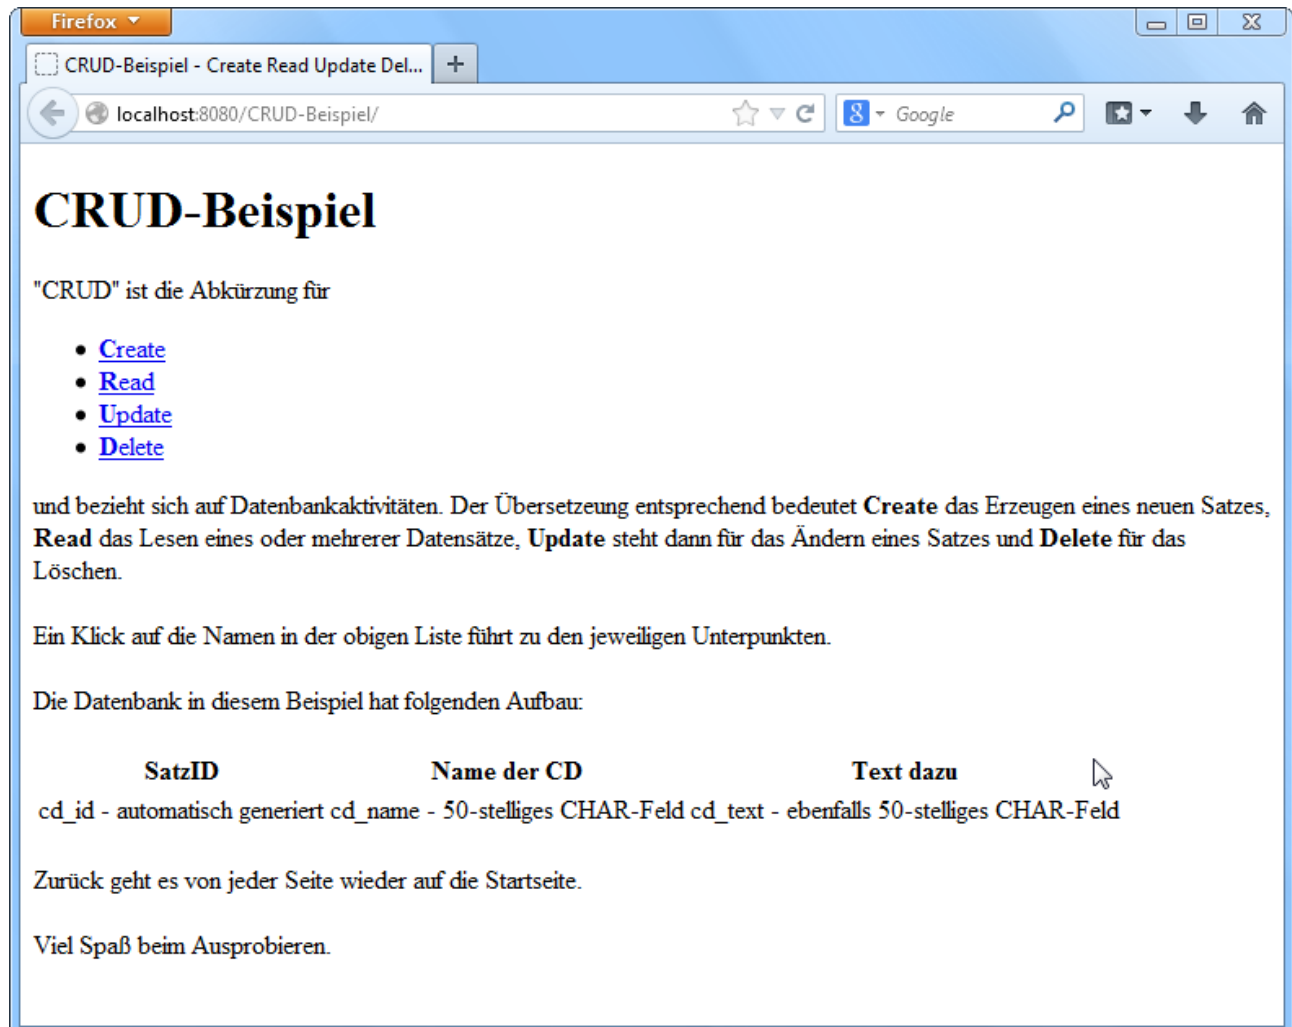 Firefox
CRUD-Beispiel - Create Read Update Del...
localhost:8080/CRUD-Beispiel/
8 Google
CRUD-Beispiel
"CRUD" ist die Abkürzung für
• Create
• Read
• Update
• Delete
und bezieht sich auf Datenbankaktivitäten. Der Übersetzung entsprechend bedeutet Create das Erzeugen eines neuen Satzes,
Read das Lesen eines oder mehrerer Datensätze, Update steht dann für das Ändern eines Satzes und Delete für das
Löschen.
Ein Klick auf die Namen in der obigen Liste führt zu den jeweiligen Unterpunkten.
Die Datenbank in diesem Beispiel hat folgenden Aufbau:
SatzID Name der CD Text dazu
cd_id - automatisch generiert cd_name - 50-stelliges CHAR-Feld cd_text - ebenfalls 50-stelliges CHAR-Feld
Zurück geht es von jeder Seite wieder auf die Startseite.
Viel Spaß beim Ausprobieren.